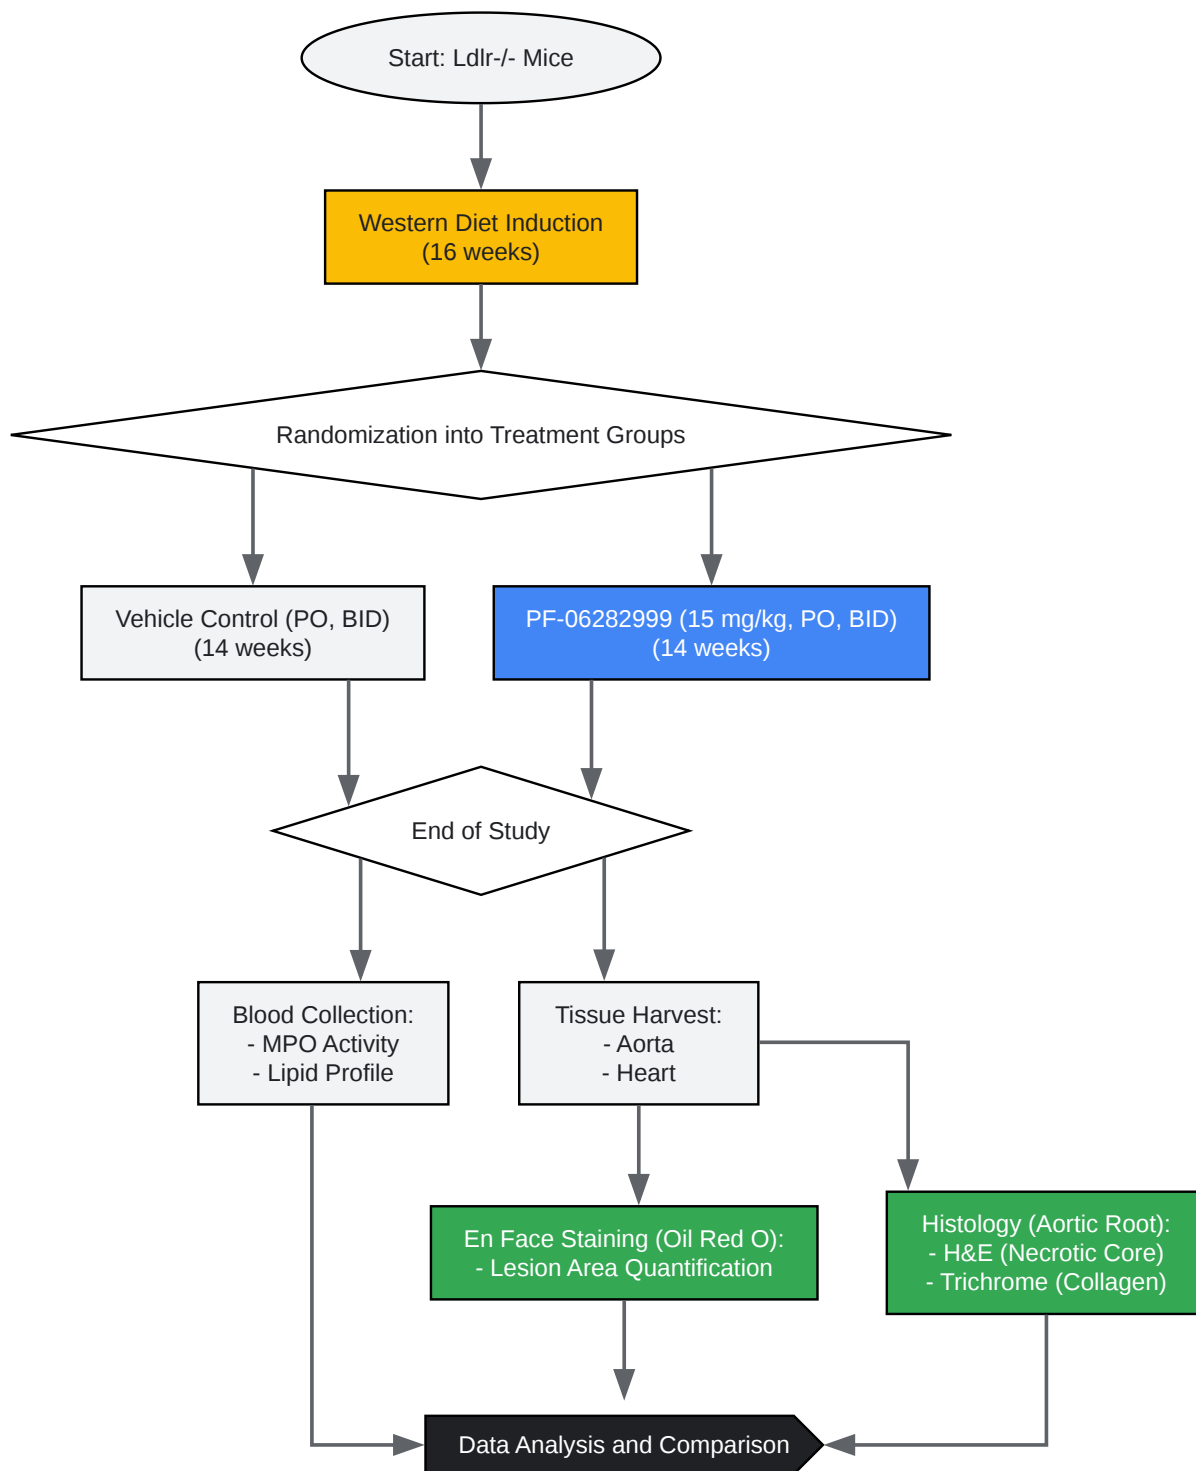 Start: Ldlr-/- Mice
Western Diet Induction
(16 weeks)
Randomization into Treatment Groups
Vehicle Control (PO, BID)
(14 weeks)
PF-06282999 (15 mg/kg, PO, BID)
(14 weeks)
End of Study
Blood Collection:
- MPO Activity
- Lipid Profile
Tissue Harvest:
- Aorta
- Heart
En Face Staining (Oil Red O):
- Lesion Area Quantification
Histology (Aortic Root):
- H&E (Necrotic Core)
- Trichrome (Collagen)
Data Analysis and Comparison